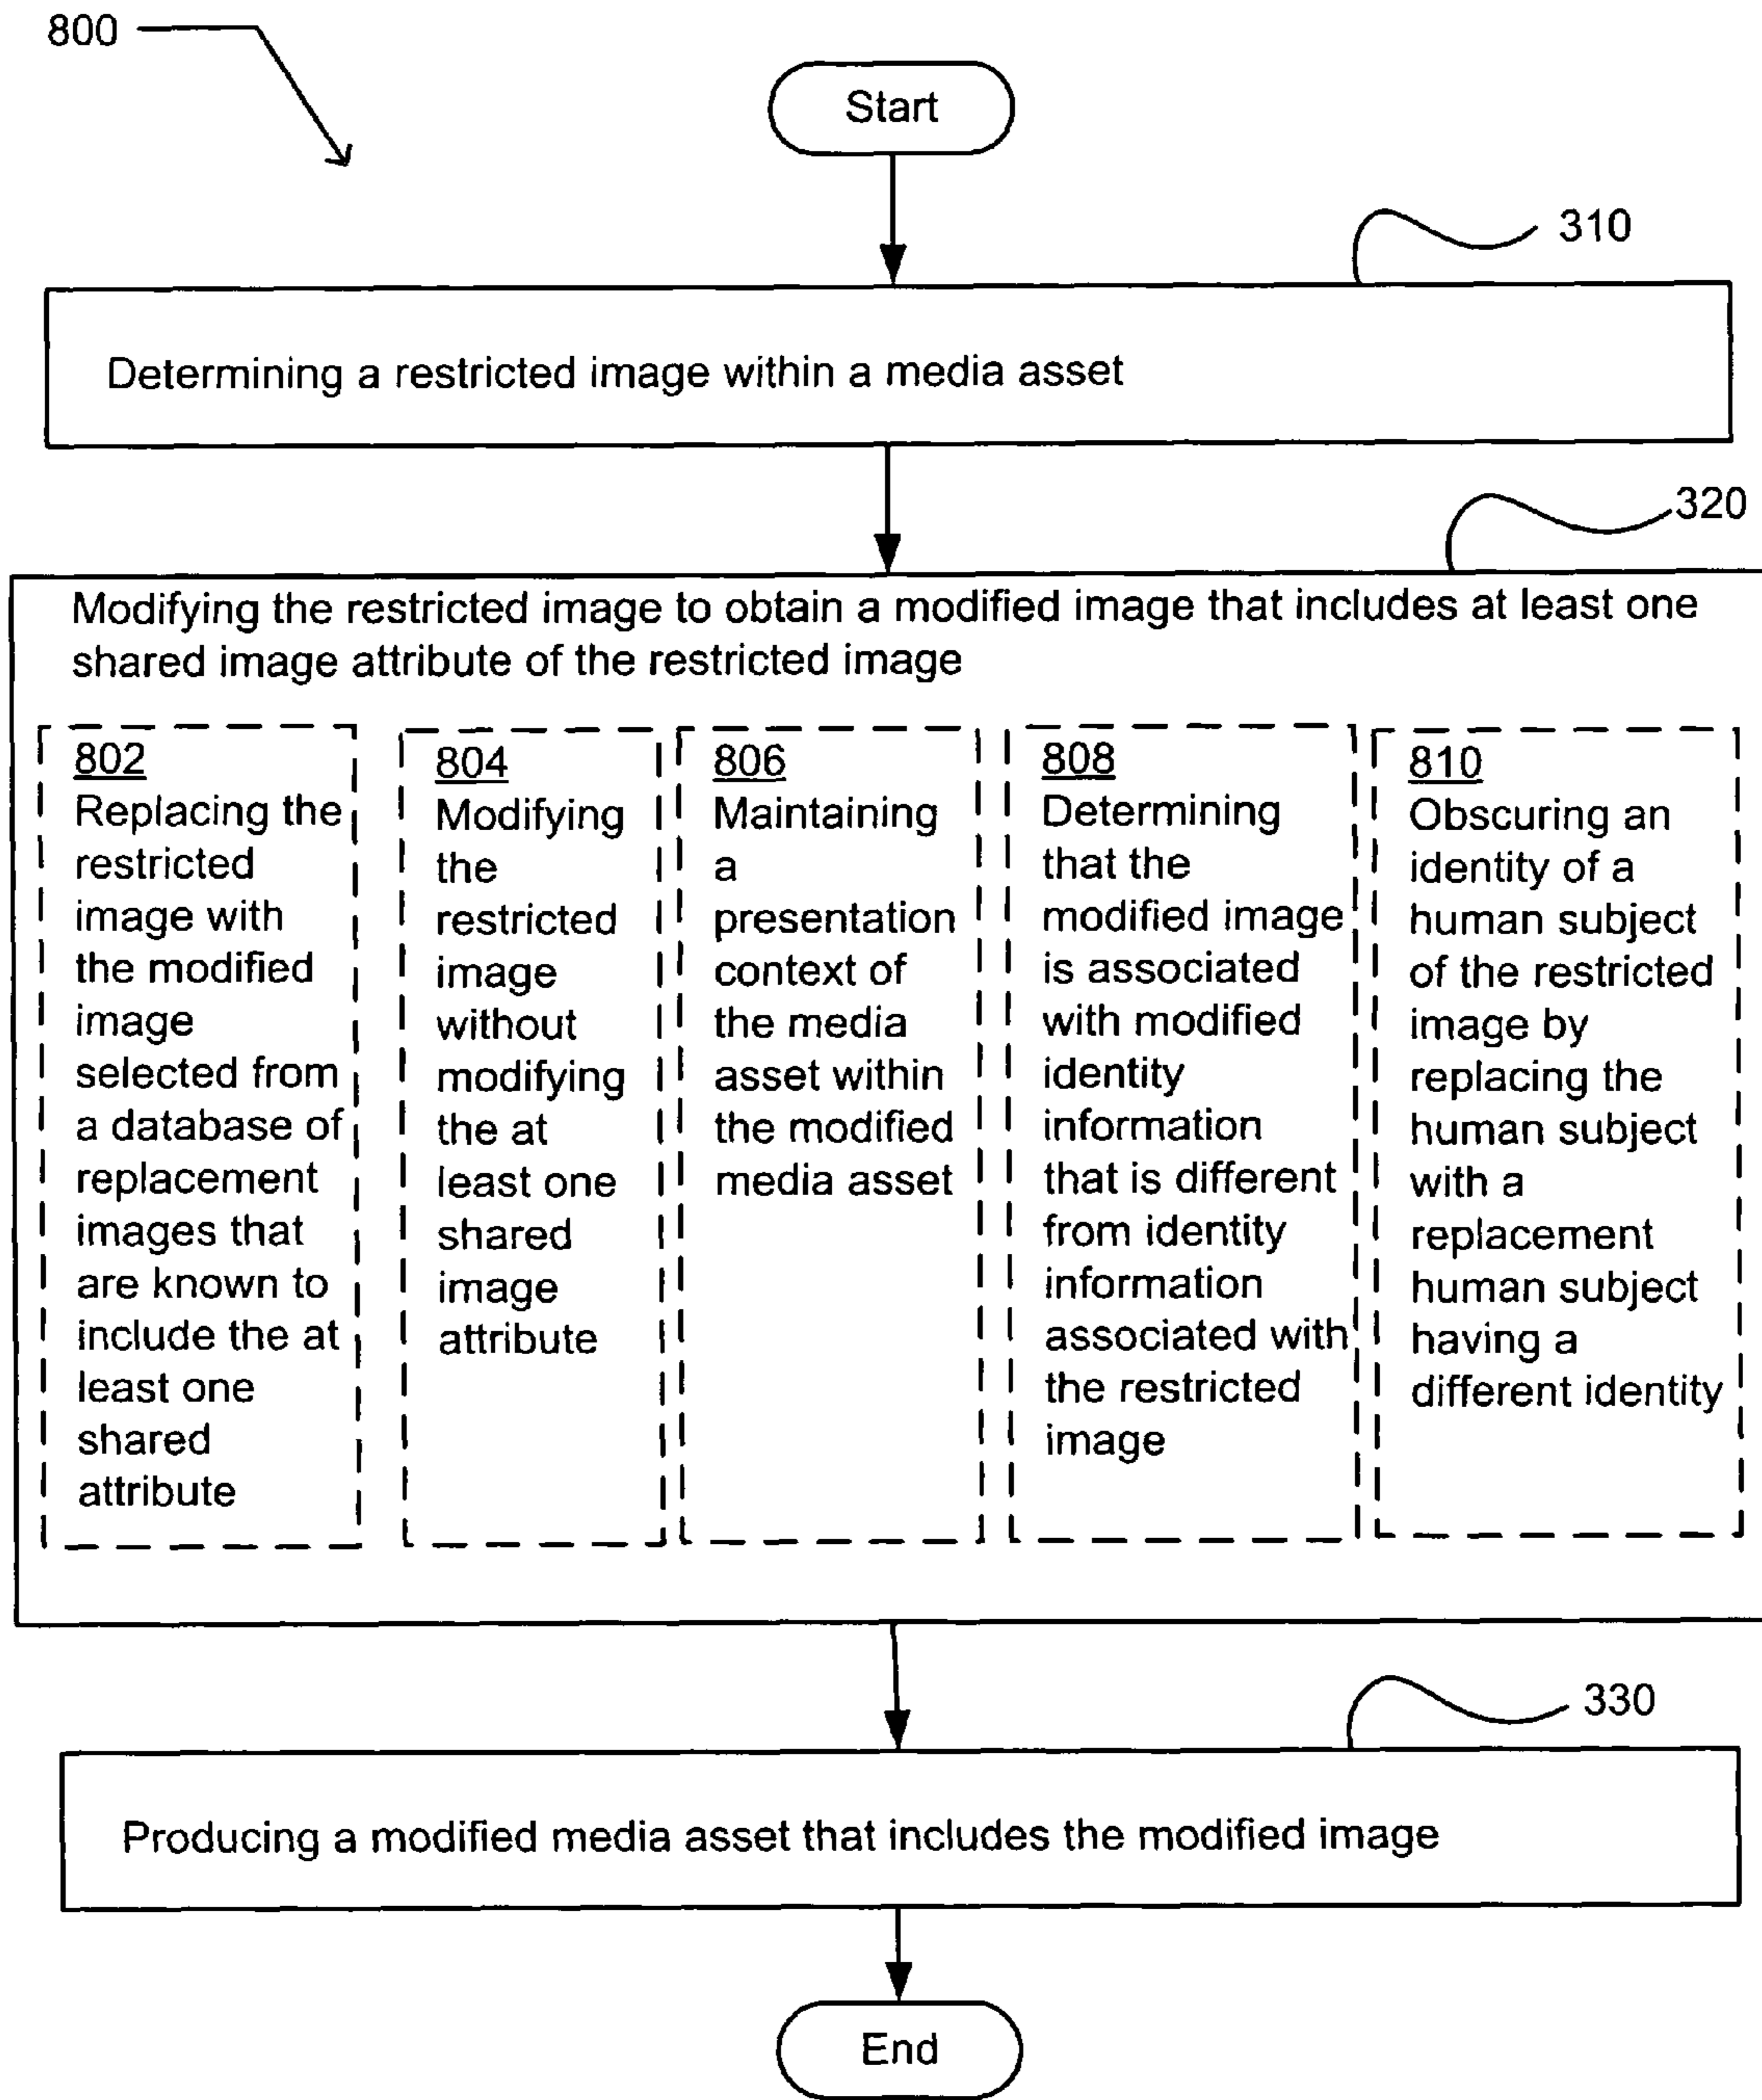 800
Start
310
Determining a restricted image within a media asset
320
Modifying the restricted image to obtain a modified image that includes at least one
shared image attribute of the restricted image
802
Replacing the
restricted
image with
the modified
image
selected from
a database of
replacement
images that
are known to
include the at
least one
shared
attribute
804
Modifying
the
restricted
image
without
modifying
the at
least one
shared
image
attribute
806
Maintaining
a
presentation
context of
the media
asset within
the modified
media asset
808
Determining
that the
modified image
is associated
with modified
identity
information
that is different
from identity
information
associated with
the restricted
image
810
Obscuring an
identity of a
human subject
of the restricted
image by
replacing the
human subject
with a
replacement
human subject
having a
different identity
330
Producing a modified media asset that includes the modified image
End